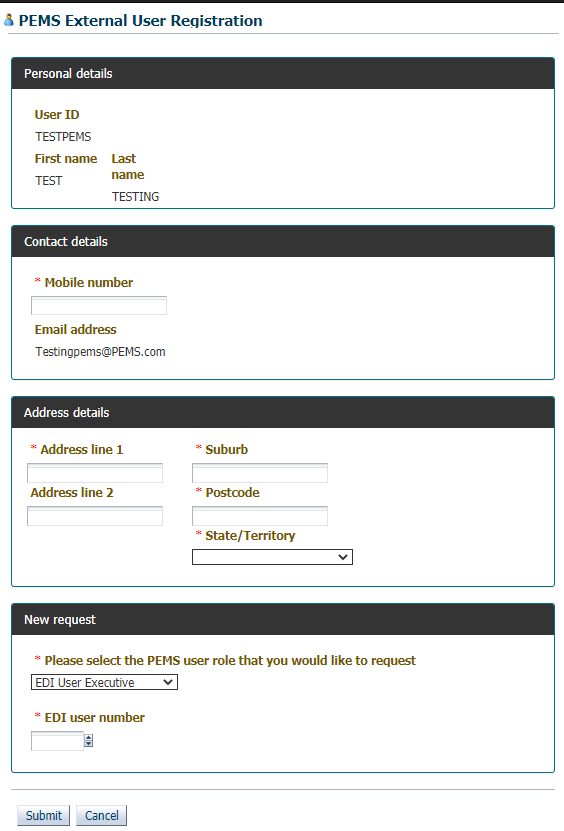 PEMS External User Registration
Personal details
User ID
TESTPEMS
First name
TEST
Last
name
TESTING
Contact details
* Mobile number
Email address
Testingpems@PEMS.com
Address details
* Address line 1
* Suburb
Address line 2
* Postcode
* State/Territory
New request
* Please select the PEMS user role that you would like to request
EDI User Executive
* EDI user number
Submit Cancel